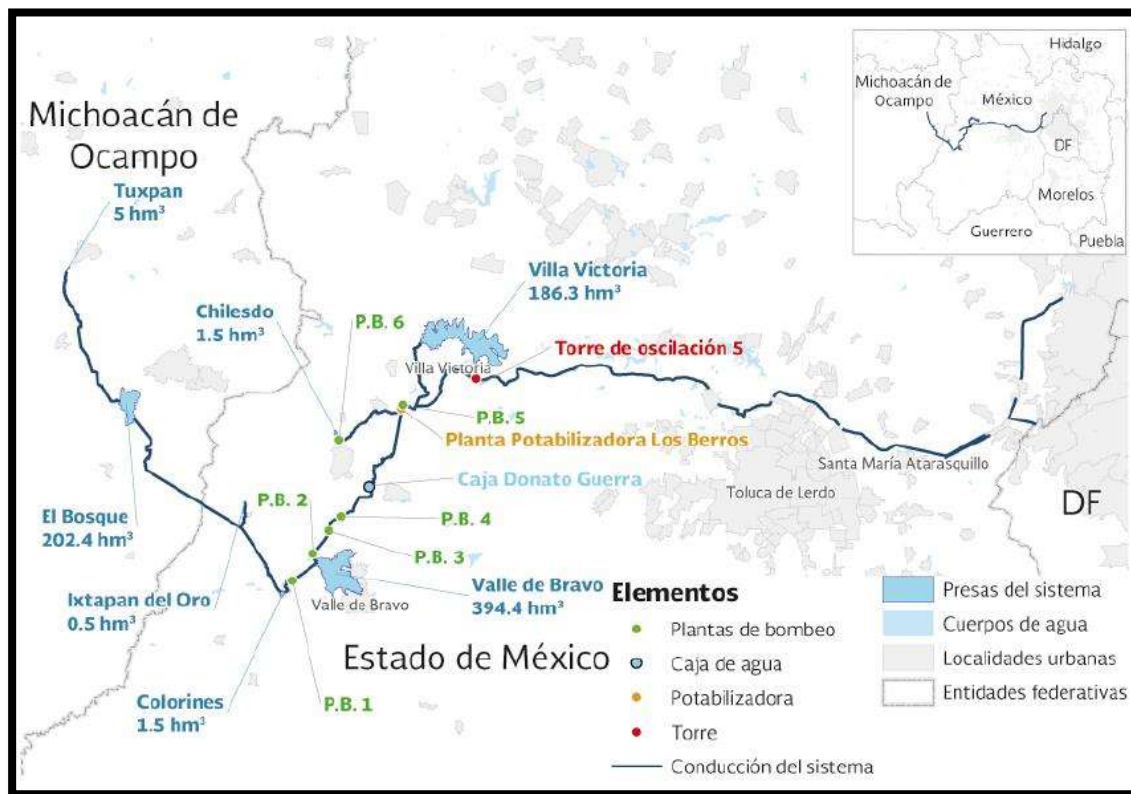 Michoacán de
Ocampo
Tuxpan
5 hm³
Chilesdo
1.5 hm³
P.B. 6
Villa Victoria
186.3 hm³
Villa Victoria
Torre de oscilación 5
P.B. 5
Planta Potabilizadora Los Berros
Caja Donato Guerra
P.B. 2
P.B. 4
P.B. 3
El Bosque
202.4 hm³
Ixtapan del Oro
0.5 hm³
Valle de Bravo
Valle de Bravo
394.4 hm³
Colorines
1.5 hm³
P.B. 1
Estado de México
Toluca de Lerdo
Santa María Atarasquillo
DF
Hidalgo
Michoacán de
Ocampo
México
DF
Morelos
Guerrero
Puebla
Elementos
Plantas de bombeo
Caja de agua
Potabilizadora
Torre
Conducción del sistema
Presas del sistema
Cuerpos de agua
Localidades urbanas
Entidades federativas